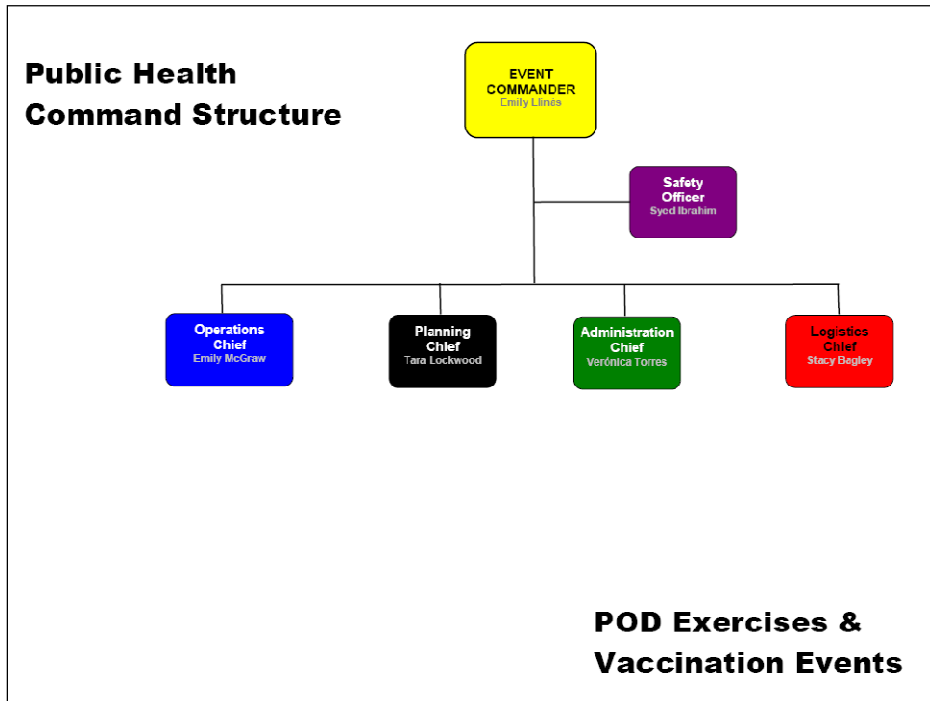 Public Health
Command Structure
EVENT
COMMANDER
Emily Llinés
Safety
Officer
Syed Ibrahim
Operations
Chief
Emily McGraw
Planning
Chief
Tara Lockwood
Administration
Chief
Verónica Torres
Logistics
Chief
Stacy Bagley
POD Exercises &
Vaccination Events